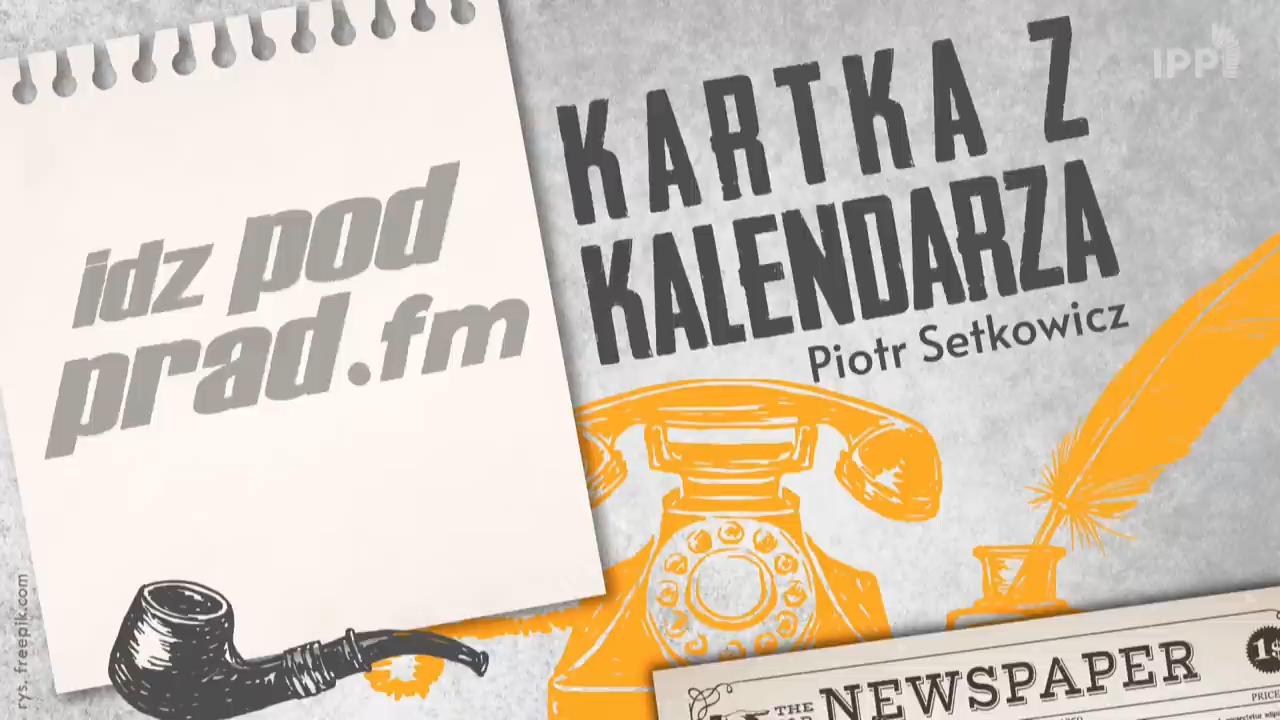 idz pod
prad.fm
KARTKA Z
KALENDARZA
Piotr Setkowicz
IPP
rys. freepik.com
THE
NEWSPAPER
PRICE